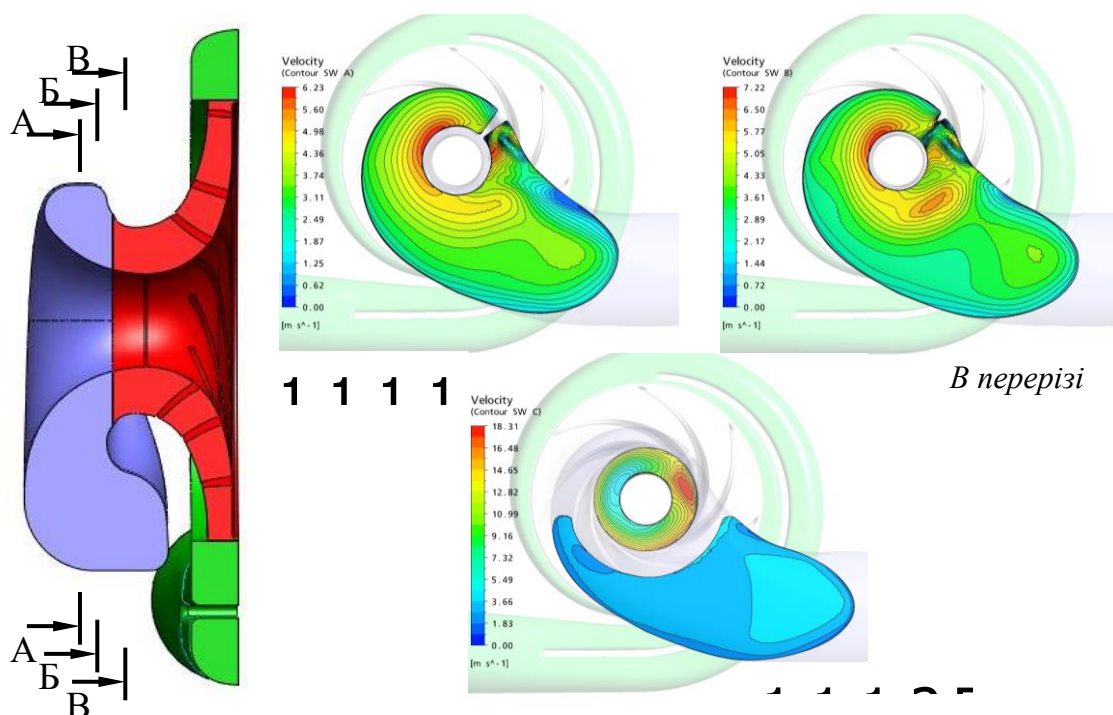 В
Б
А
А
Б
В
Velocity
(Contour SW A)
6.23
5.60
4.98
4.36
3.74
3.11
2.49
1.87
1.25
0.62
0.00
[m s^-1]
Velocity
(Contour SW B)
7.22
6.50
5.77
5.05
4.33
3.61
2.89
2.17
1.44
0.72
0.00
[m s^-1]
1 1 1 1
В перерізі
Velocity
(Contour SW C)
18.31
16.48
14.65
12.82
10.99
9.16
7.32
5.49
3.66
1.83
0.00
[m s^-1]